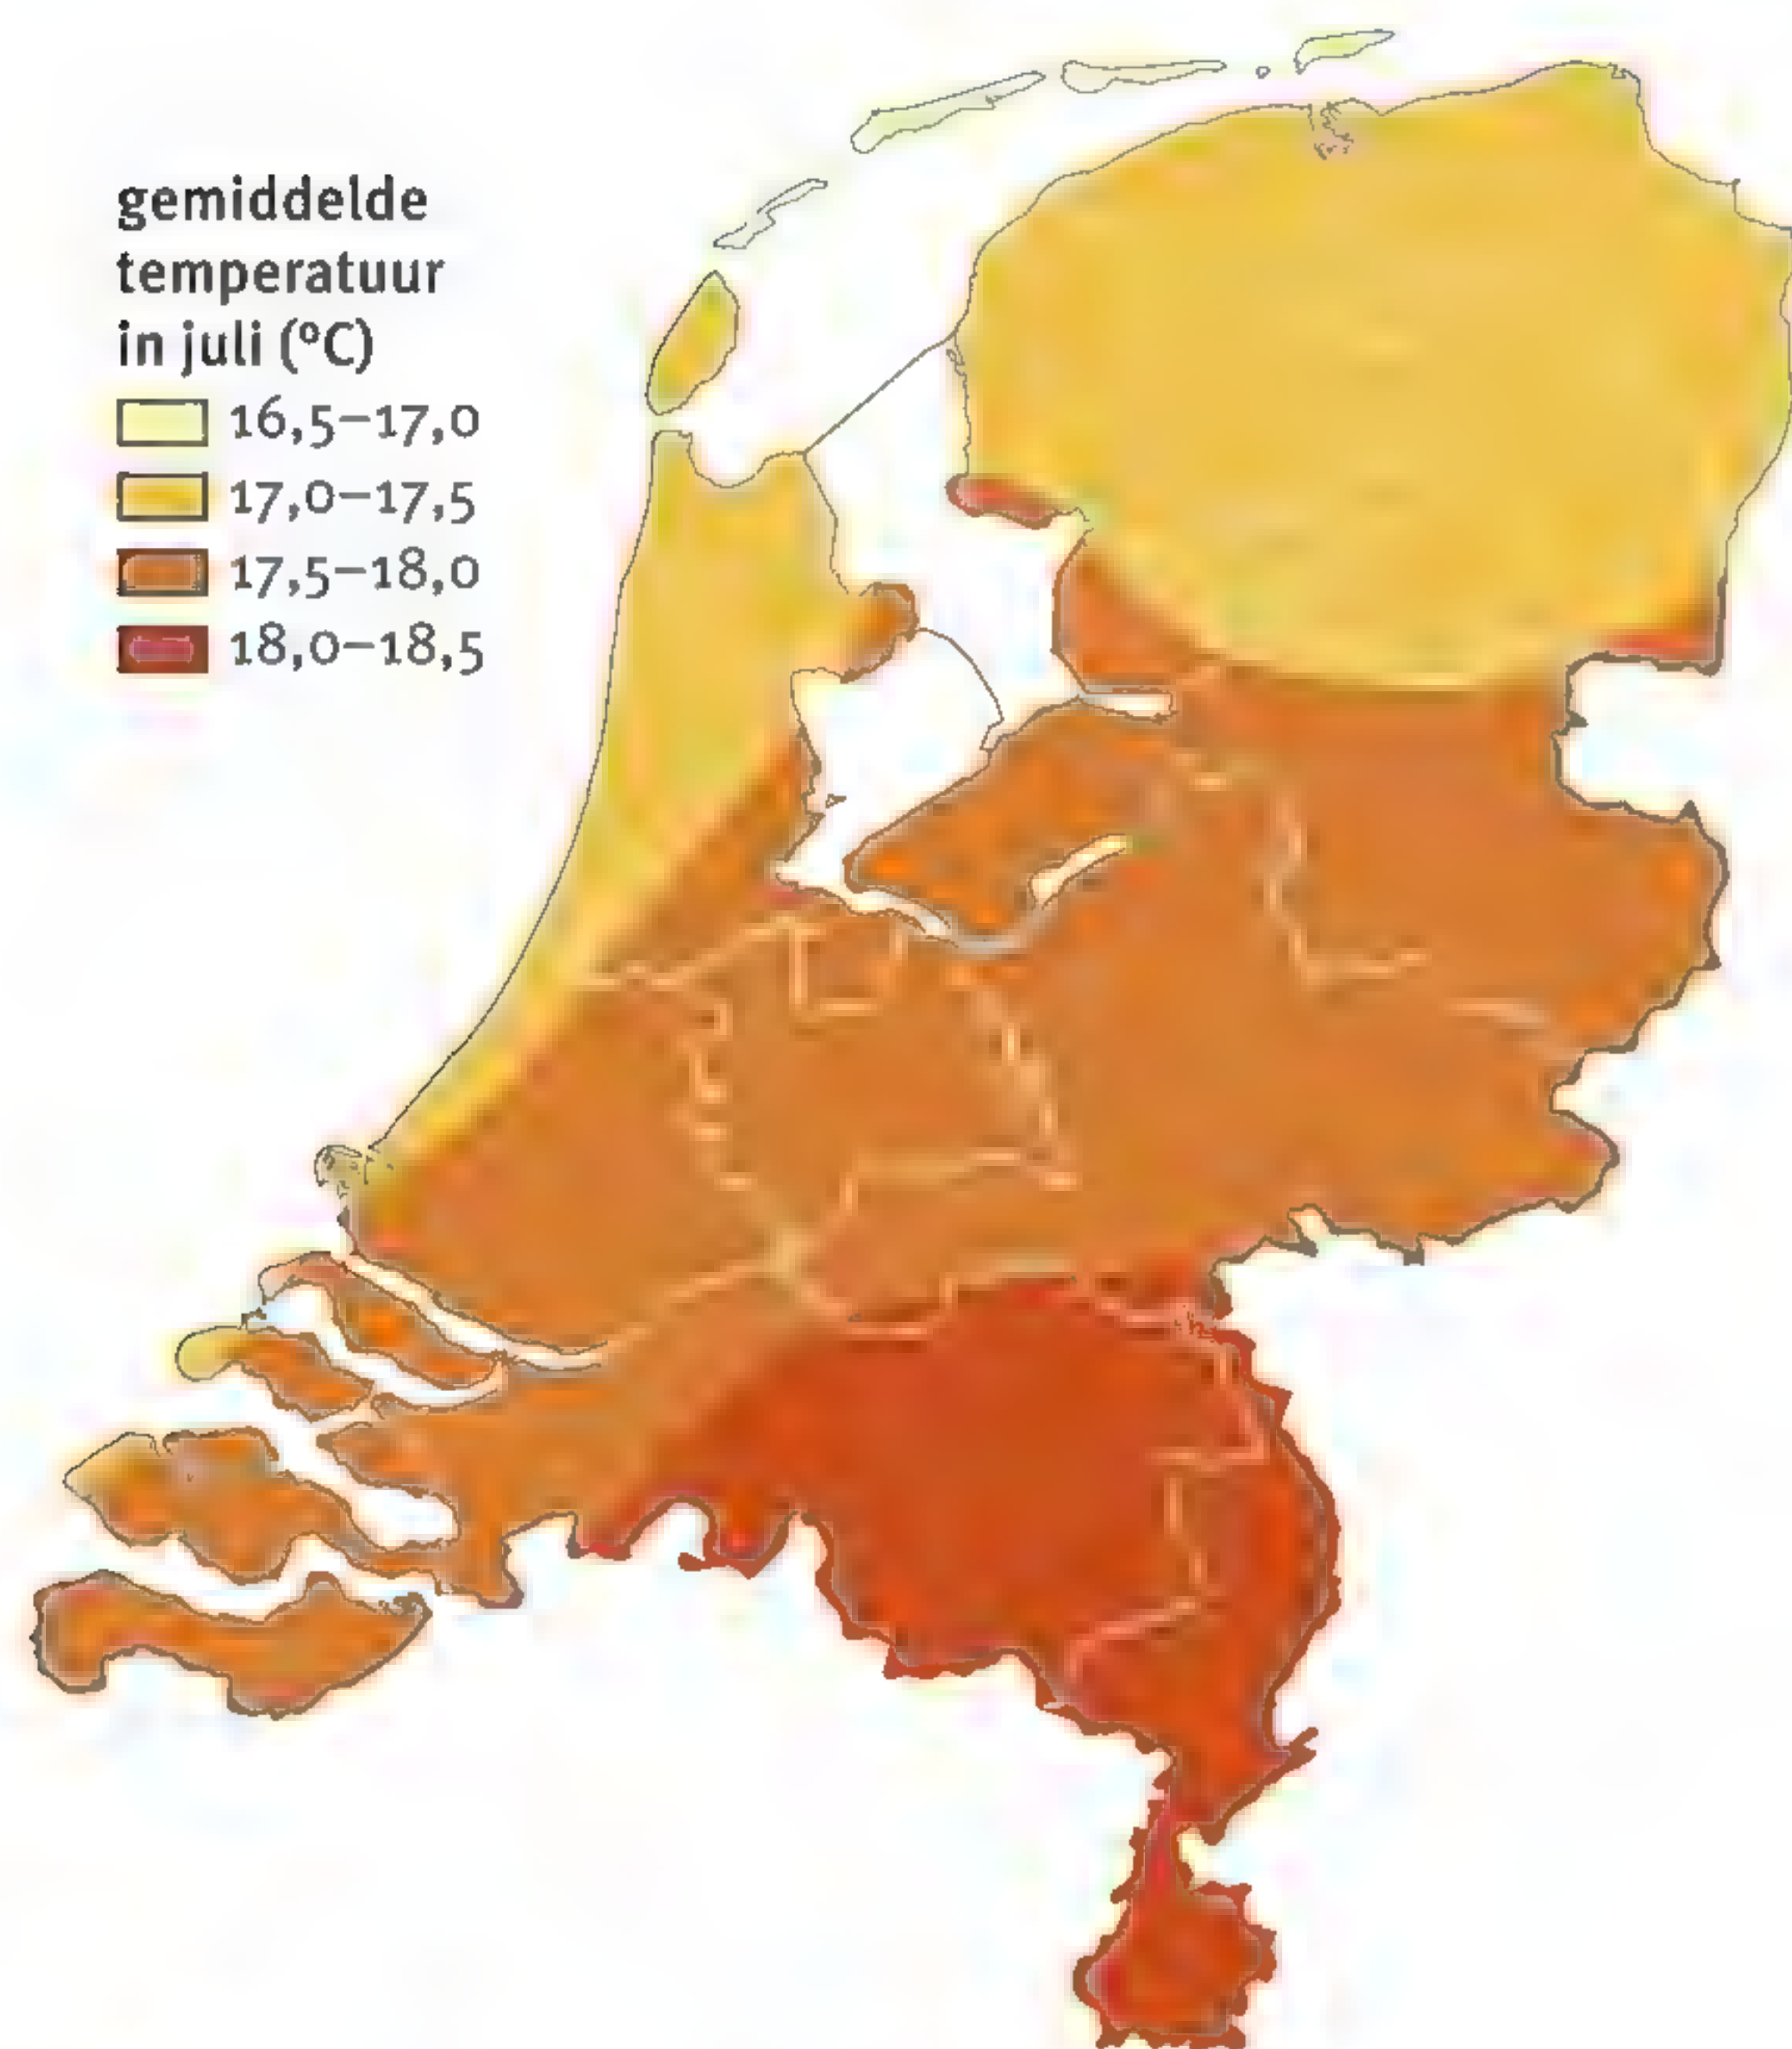 gemiddelde
temperatuur
in juli (°C)
16,5–17,0
17,0–17,5
17,5–18,0
18,0–18,5